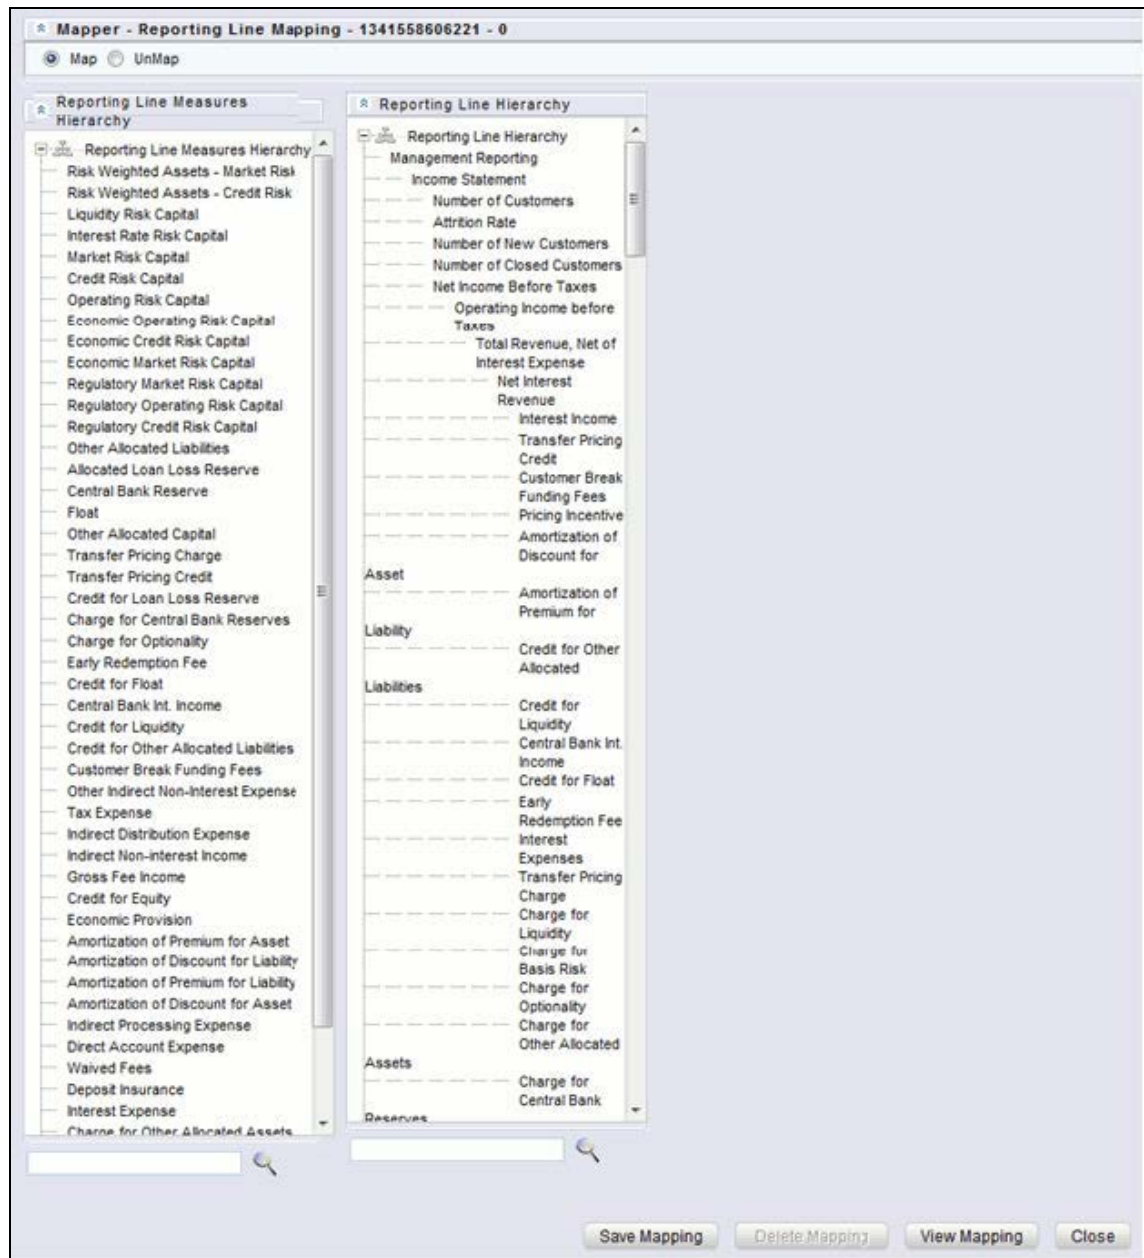 Mapper - Reporting Line Mapping - 1341558606221 - 0
Map UnMap
Reporting Line Measures
Hierarchy
Reporting Line Measures Hierarchy
Risk Weighted Assets - Market Risk
Risk Weighted Assets - Credit Risk
Liquidity Risk Capital
Interest Rate Risk Capital
Market Risk Capital
Credit Risk Capital
Operating Risk Capital
Economic Operating Risk Capital
Economic Credit Risk Capital
Economic Market Risk Capital
Regulatory Market Risk Capital
Regulatory Operating Risk Capital
Regulatory Credit Risk Capital
Other Allocated Liabilities
Allocated Loan Loss Reserve
Central Bank Reserve
Float
Other Allocated Capital
Transfer Pricing Charge
Transfer Pricing Credit
Credit for Loan Loss Reserve
Charge for Central Bank Reserves
Charge for Optionality
Early Redemption Fee
Credit for Float
Central Bank Int. Income
Credit for Liquidity
Credit for Other Allocated Liabilities
Customer Break Funding Fees
Other Indirect Non-Interest Expense
Tax Expense
Indirect Distribution Expense
Indirect Non-interest Income
Gross Fee Income
Credit for Equity
Economic Provision
Amortization of Premium for Asset
Amortization of Discount for Liability
Amortization of Premium for Liability
Amortization of Discount for Asset
Indirect Processing Expense
Direct Account Expense
Waived Fees
Deposit Insurance
Interest Expense
Charge for Other Allocated Assets
Reporting Line Hierarchy
Reporting Line Hierarchy
Management Reporting
Income Statement
Number of Customers
Attrition Rate
Number of New Customers
Number of Closed Customers
Net Income Before Taxes
Operating Income before
Taxes
Total Revenue, Net of
Interest Expense
Net Interest
Revenue
Interest Income
Transfer Pricing
Credit
Customer Break
Funding Fees
Pricing Incentive
Amortization of
Discount for
Asset
Amortization of
Premium for
Liability
Credit for Other
Allocated
Liabilities
Credit for
Liquidity
Central Bank Int.
Income
Credit for Float
Early
Redemption Fee
Interest
Expenses
Transfer Pricing
Charge
Charge for
Liquidity
Charge for
Basis Risk
Charge for
Optionality
Charge for
Other Allocated
Assets
Charge for
Central Bank
Reserves
Save Mapping Delete Mapping View Mapping Close